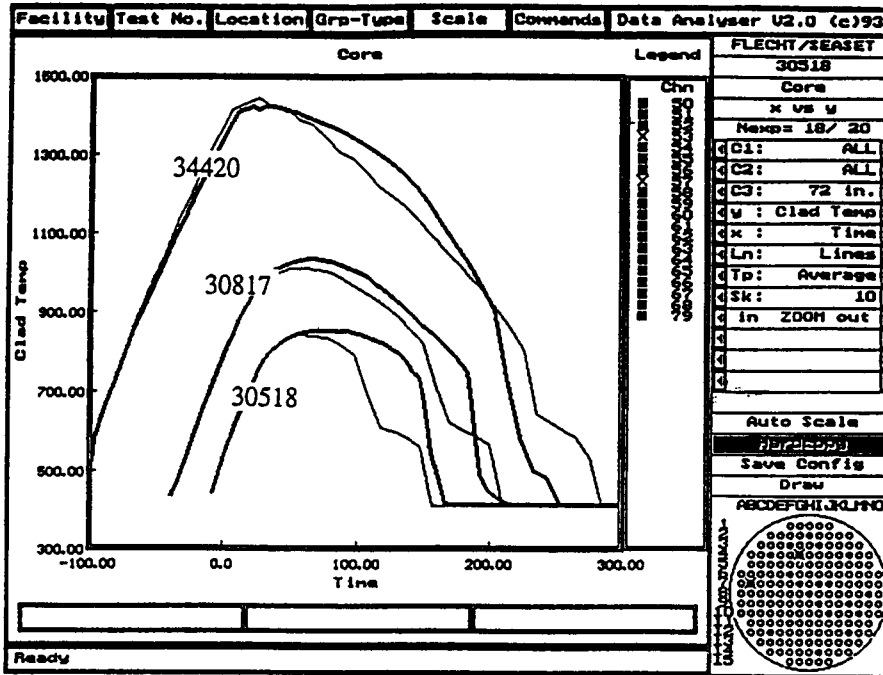 Facility Test No. Location Grp-Type Scale Commands Data Analyser V2.0 (c)93
Core
Legend
Chn
1500.00
1300.00
1100.00
900.00
700.00
500.00
300.00
Clad Temp
34420
30817
30518
-100.00 0.0 100.00 200.00 300.00
Time
Ready
FLECHT/SEASET
30518
Core
x vs y
Nexp= 18/ 20
C1: ALL
C2: ALL
C3: 72 in.
y : Clad Temp
x : Time
Ln: Lines
Tp: Average
Sk: 10
in ZOOM out
Auto Scale
Hardcopy
Save Config
Draw
ABCDEFGHIJKLMNO